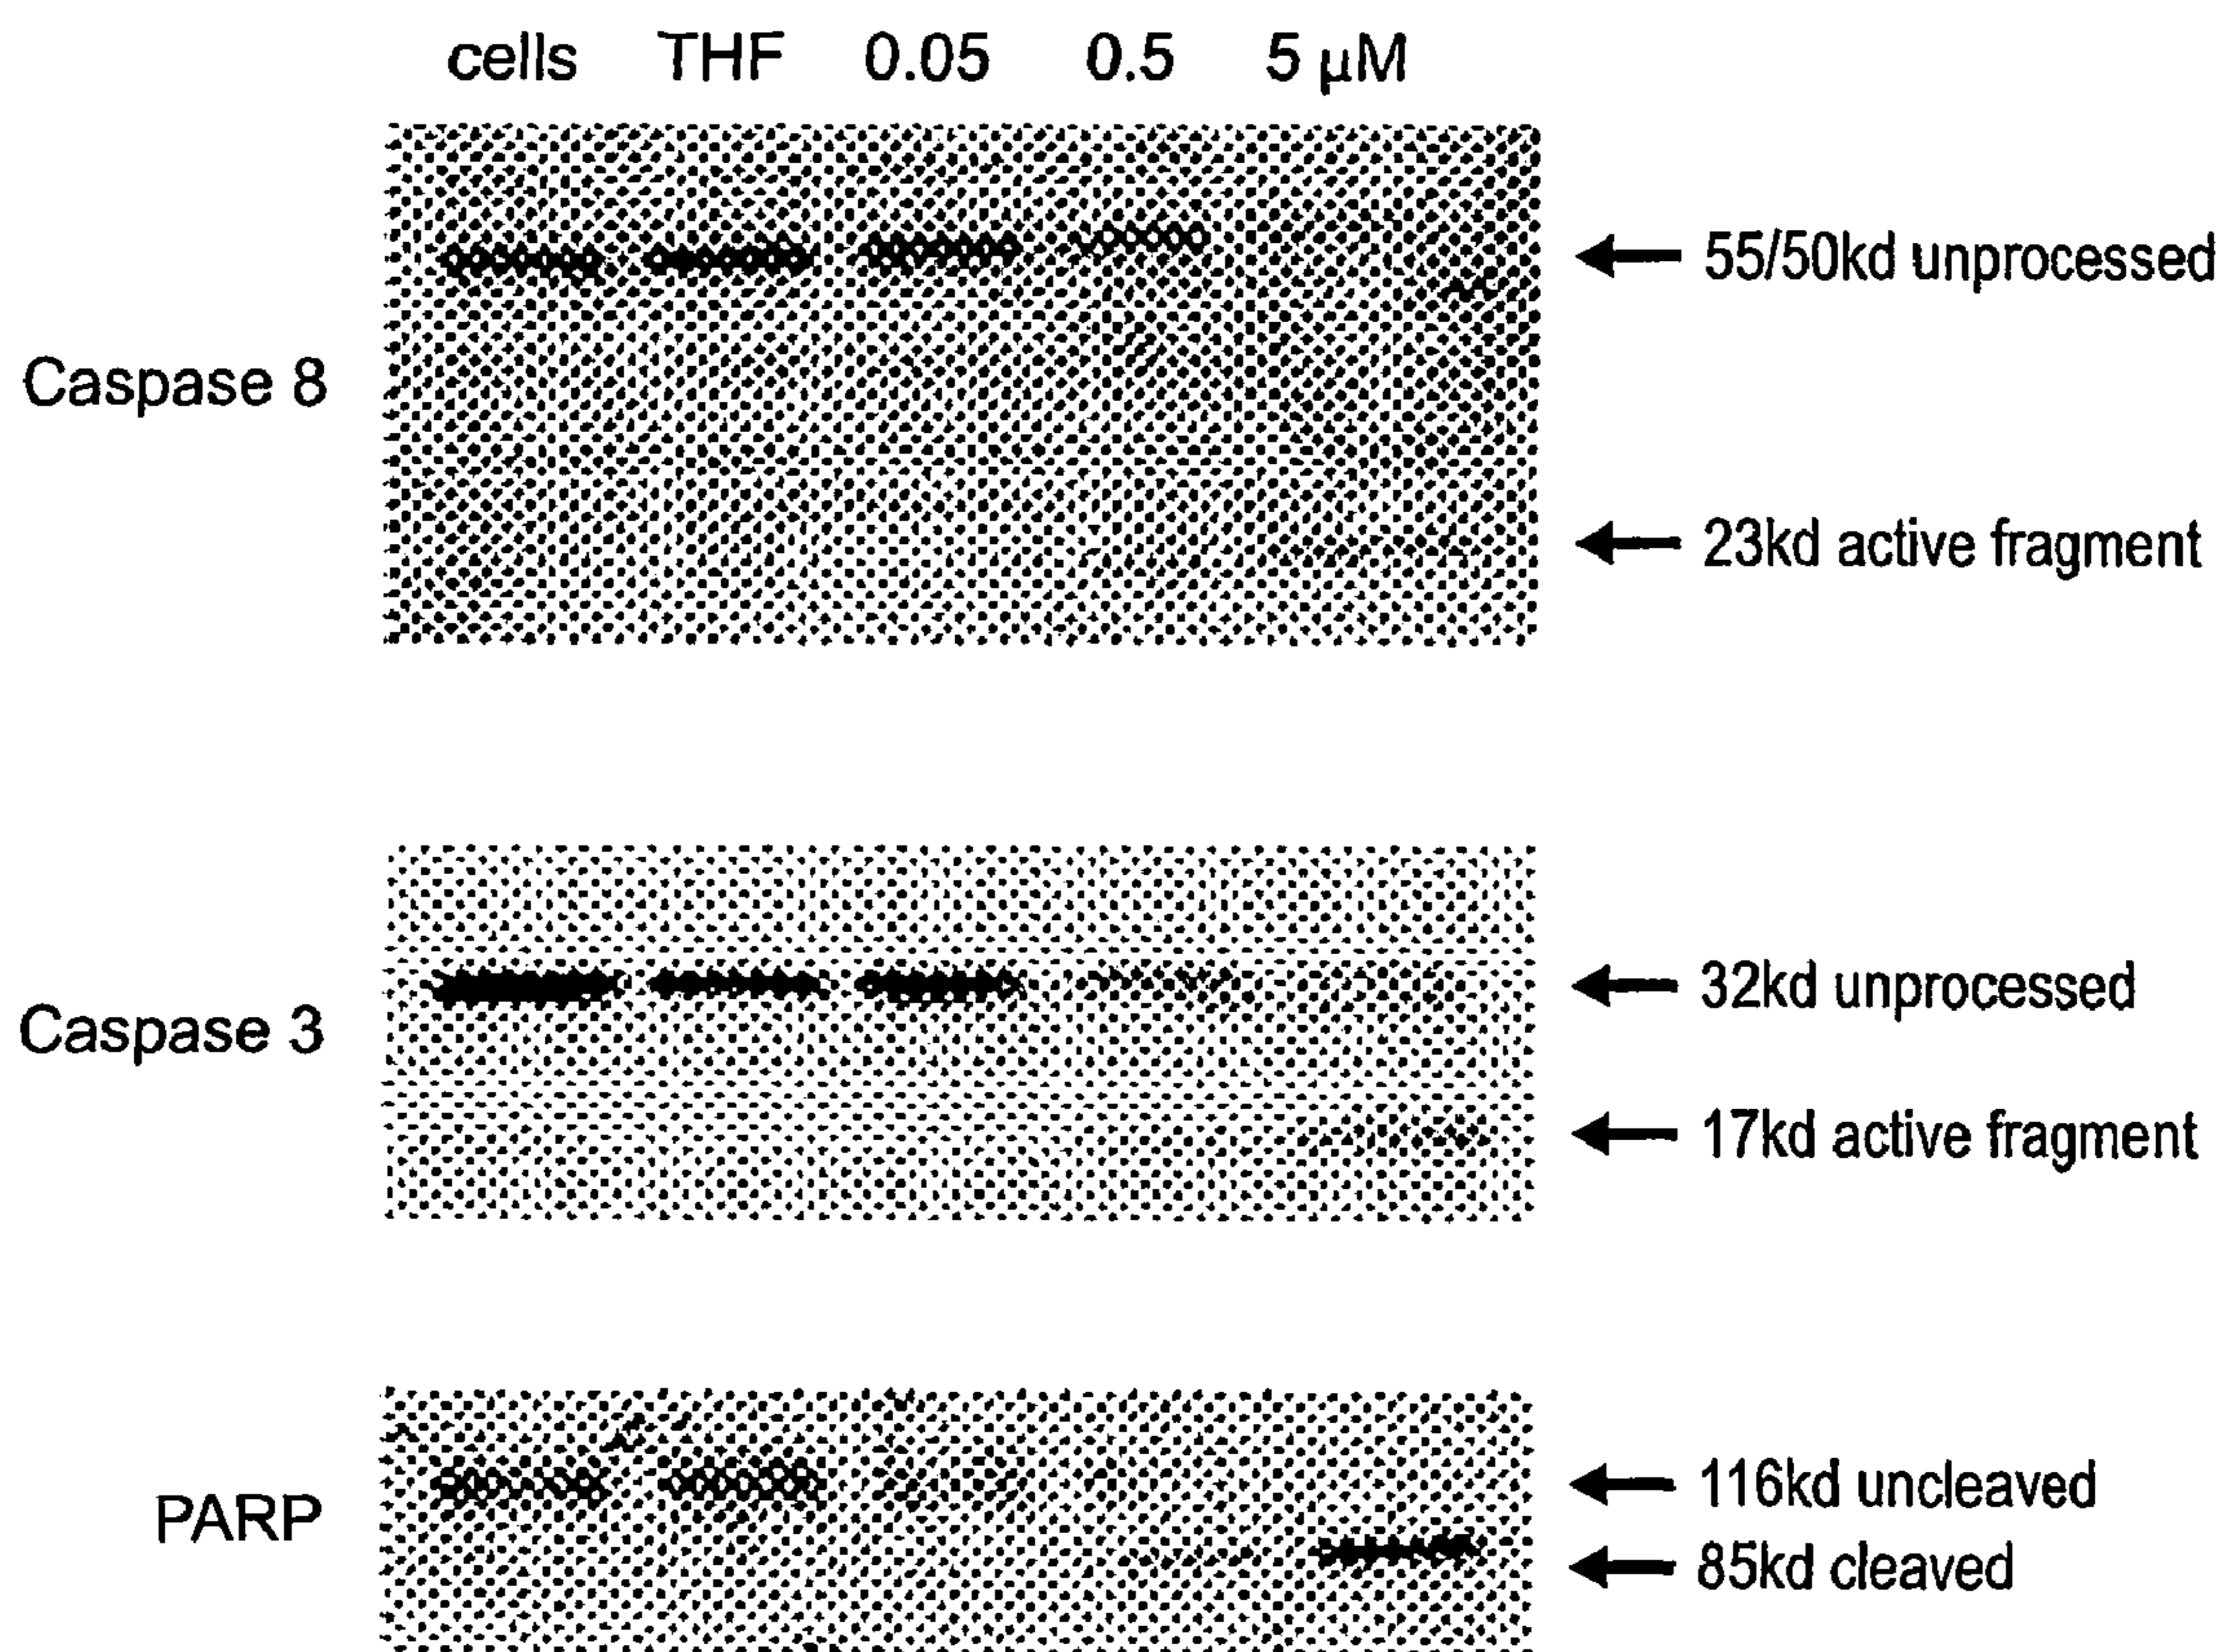 cells THF 0.05 0.5 5 µM
Caspase 8
55/50kd unprocessed
23kd active fragment
Caspase 3
32kd unprocessed
17kd active fragment
PARP
116kd uncleaved
85kd cleaved